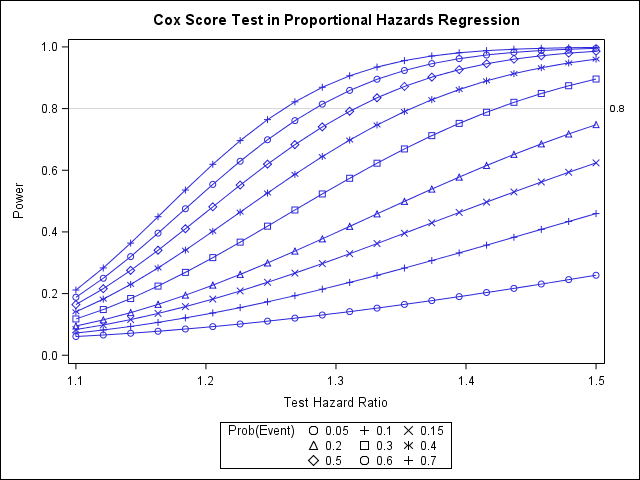 Cox Score Test in Proportional Hazards Regression
1.0
0.8
0.8
0.6
0.4
0.2
0.0
Power
1.1 1.2 1.3 1.4 1.5
Test Hazard Ratio
Prob(Event) 0.05 0.1 0.15
0.2 0.3 0.4
0.5 0.6 0.7